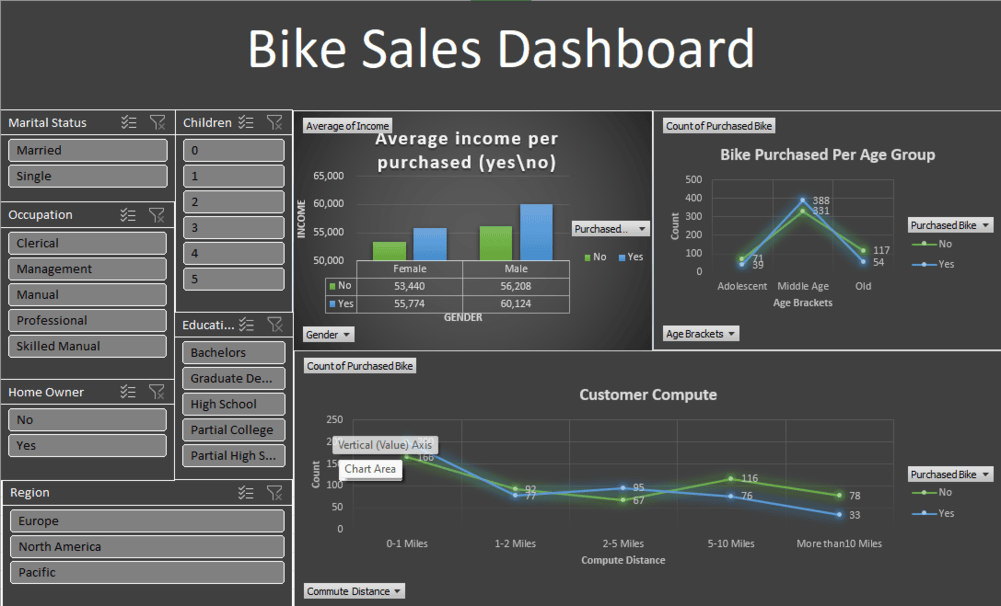 Bike Sales Dashboard
Marital Status
Married
Single
Occupation
Clerical
Management
Manual
Professional
Skilled Manual
Home Owner
No
Yes
Children
0
1
2
3
4
5
Educati...
Bachelors
Graduate De...
High School
Partial College
Partial High S...
Region
Europe
North America
Pacific
Average of Income
Average income per
purchased (yes\no)
65,000
60,000
55,000
50,000
INCOME
Female Male
No 53,440 56,208
Yes 55,774 60,124
GENDER
Purchased...
No Yes
Gender
Count of Purchased Bike
Bike Purchased Per Age Group
500
400
300
200
100
0
Count
71
39
388
331
117
54
Adolescent Middle Age Old
Age Brackets
Purchased Bike
No
Yes
Age Brackets
Count of Purchased Bike
Customer Compute
250
50
0
Count
Vertical (Value) Axis
Chart Area
166
92
77
95
67
116
76
78
33
0-1 Miles 1-2 Miles 2-5 Miles 5-10 Miles More than10 Miles
Compute Distance
Purchased Bike
No
Yes
Commute Distance